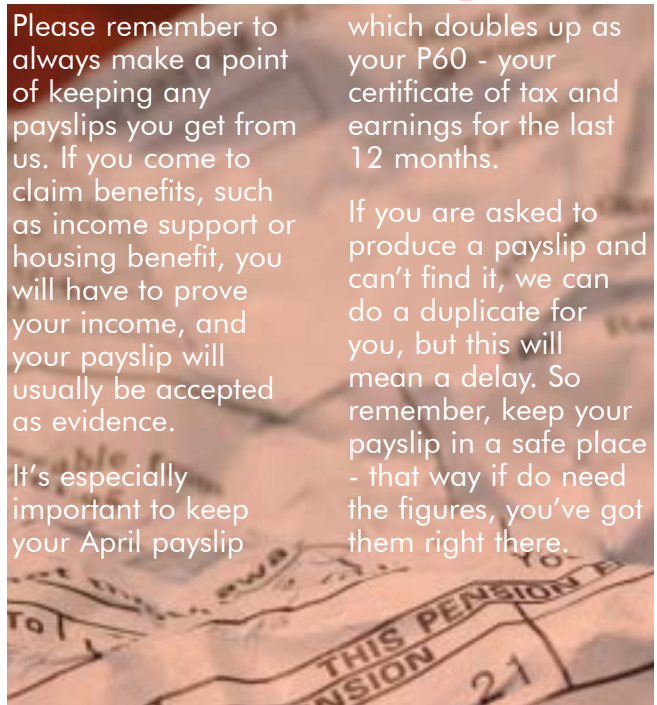 Please remember to
always make a point
of keeping any
payslips you get from
us. If you come to
claim benefits, such
as income support or
housing benefit, you
will have to prove
your income, and
your payslip will
usually be accepted
as evidence.
It's especially
important to keep
your April payslip
which doubles up as
your P60 - your
certificate of tax and
earnings for the last
12 months.
If you are asked to
produce a payslip and
can't find it, we can
do a duplicate for
you, but this will
mean a delay. So
remember, keep your
payslip in a safe place
- that way if do need
the figures, you've got
them right there.
THIS PENSION
21